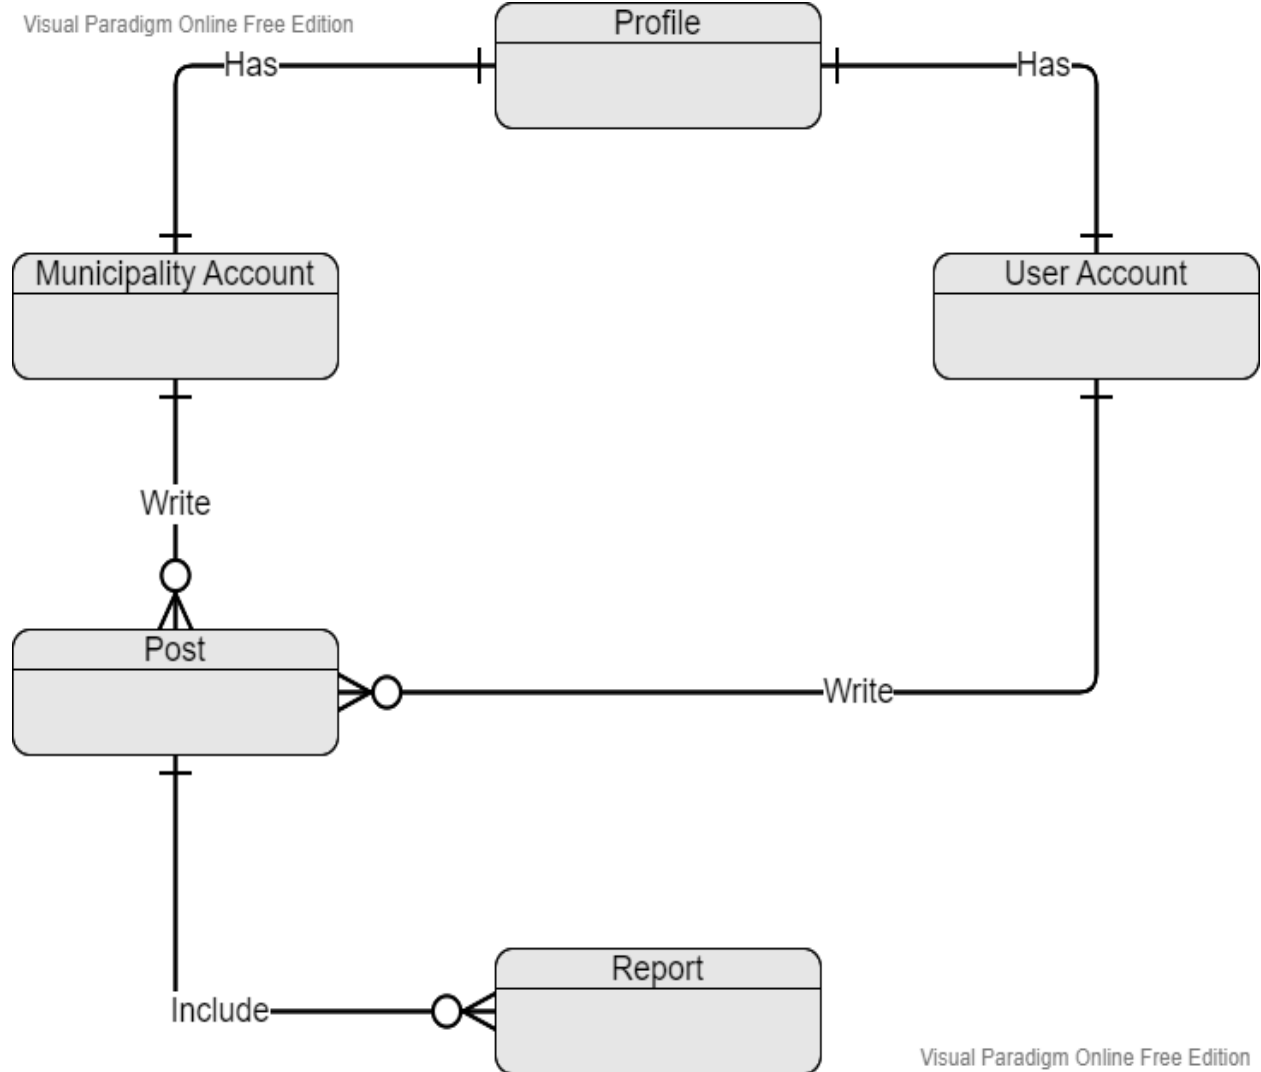 Visual Paradigm Online Free Edition
Profile
Has
Has
Municipality Account
User Account
Write
Post
Write
Report
Include
Visual Paradigm Online Free Edition